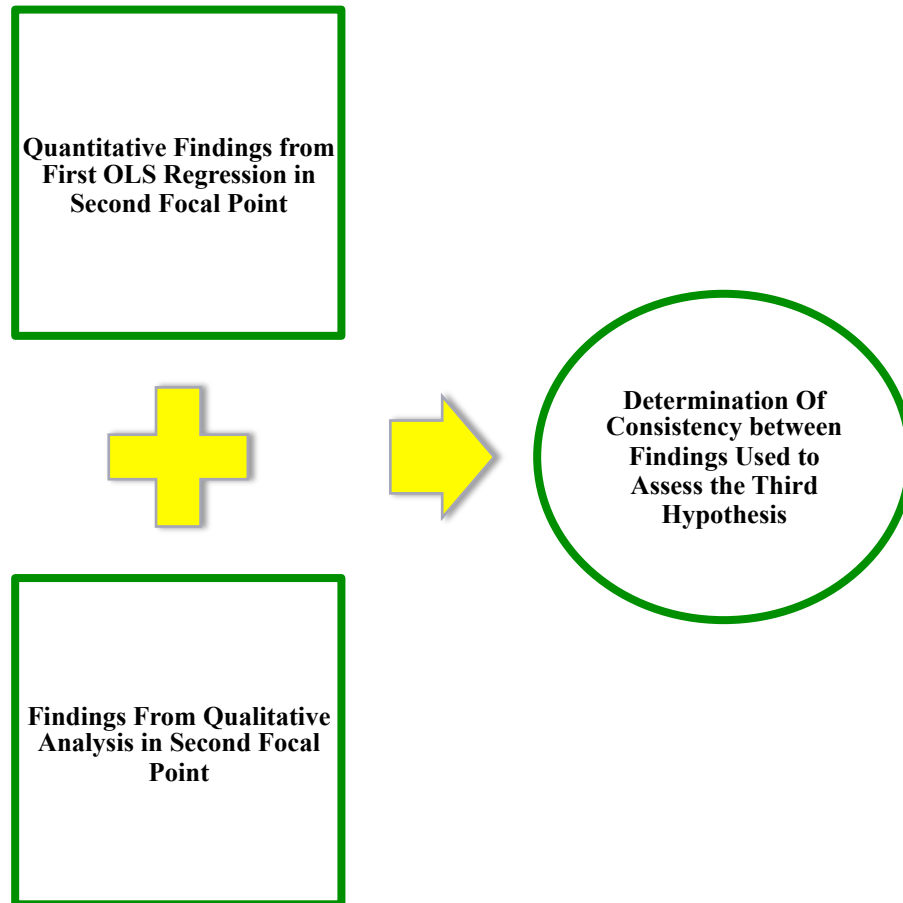 Quantitative Findings from
First OLS Regression in
Second Focal Point
Determination Of
Consistency between
Findings Used to
Assess the Third
Hypothesis
Findings From Qualitative
Analysis in Second Focal
Point